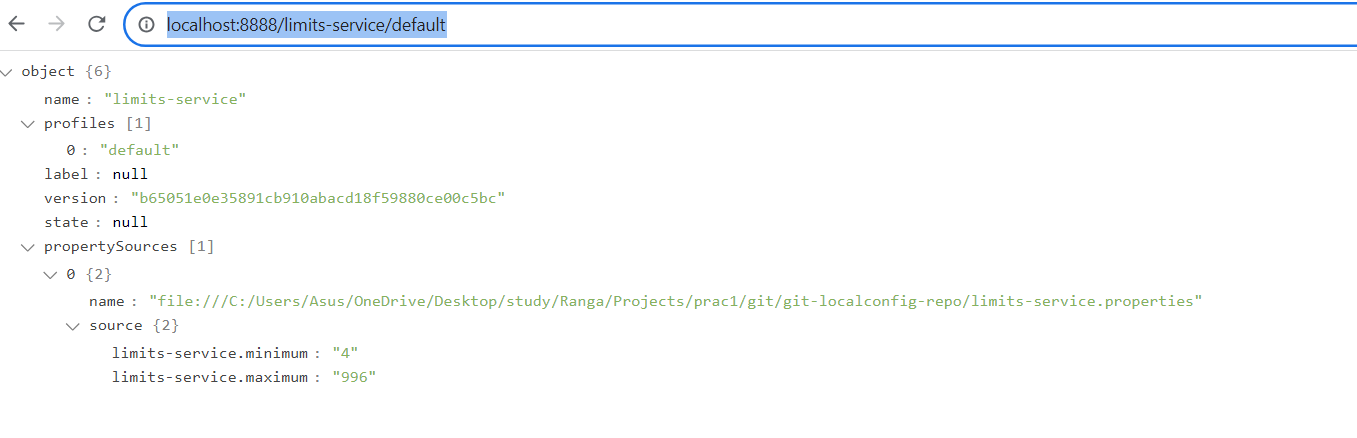 localhost:8888/limits-service/default
object {6}
name : "limits-service"
profiles [1]
0 : "default"
label : null
version : "b65051e0e35891cb910abacd18f59880ce00c5bc"
state : null
propertySources [1]
0 {2}
name : "file:///C:/Users/Asus/OneDrive/Desktop/study/Ranga/Projects/prac1/git/git-localconfig-repo/limits-service.properties"
source {2}
limits-service.minimum : "4"
limits-service.maximum : "996"